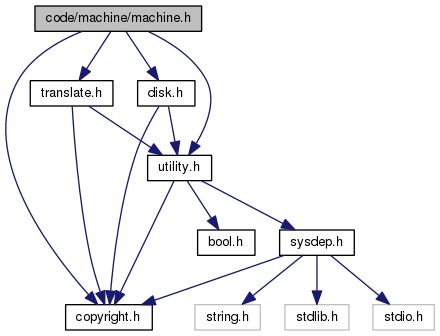 code/machine/machine.h
translate.h
disk.h
utility.h
bool.h
sysdep.h
copyright.h
string.h
stdlib.h
stdio.h